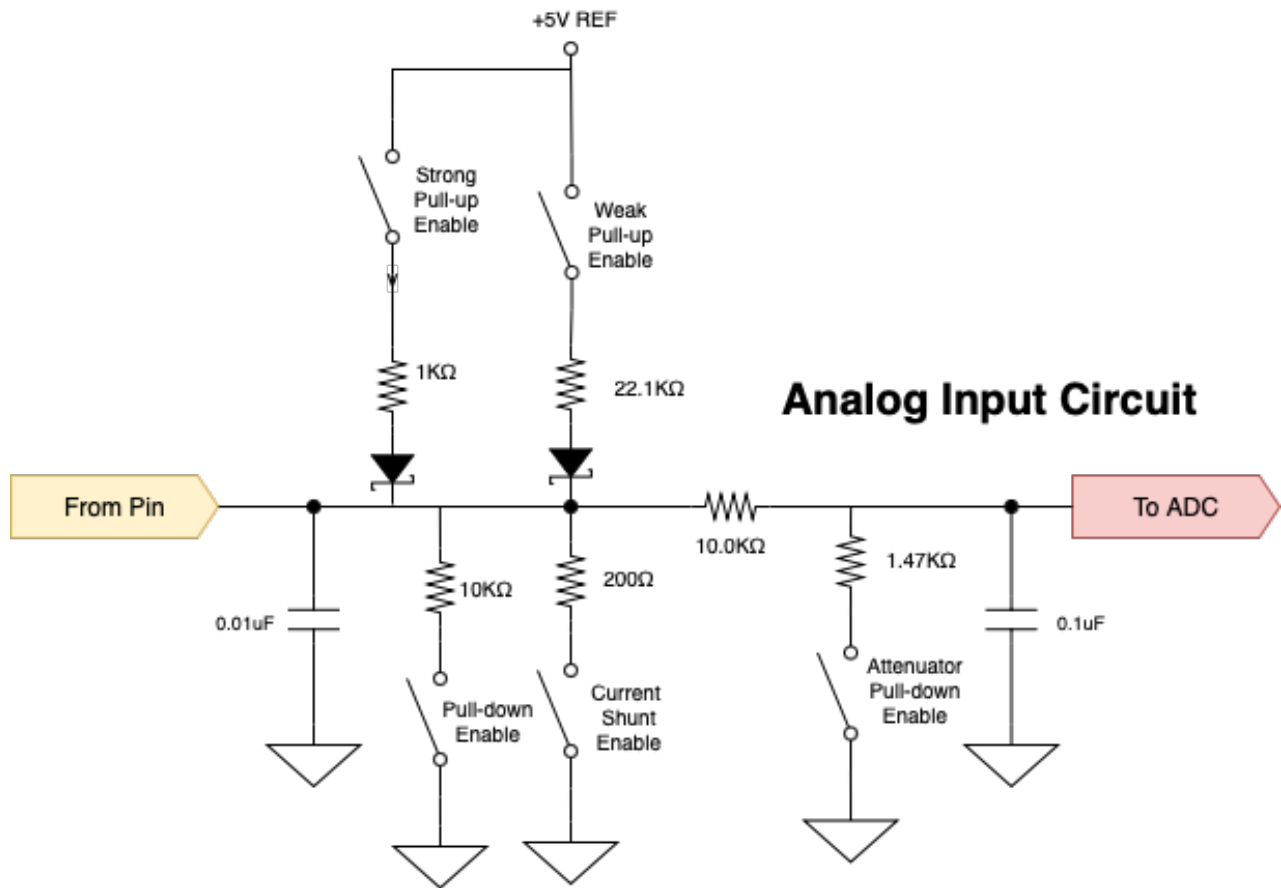 +5V REF
Strong
Pull-up
Enable
Weak
Pull-up
Enable
1KΩ
22.1KΩ
Analog Input Circuit
From Pin
To ADC
10.0KΩ
10KΩ
200Ω
1.47KΩ
0.01uF
0.1uF
Pull-down
Enable
Current
Shunt
Enable
Attenuator
Pull-down
Enable